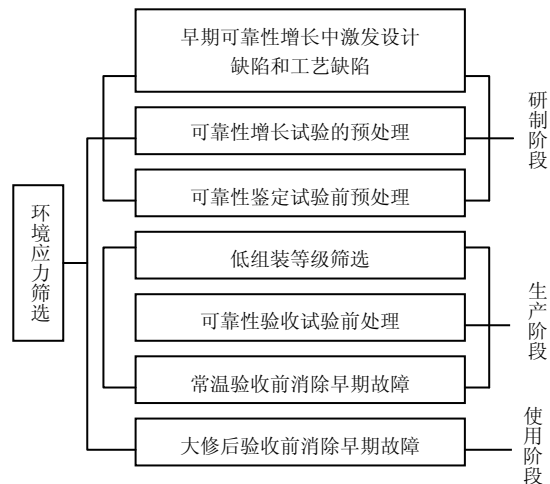 早期可靠性增长中激发设计
缺陷和工艺缺陷
可靠性增长试验的预处理
可靠性鉴定试验前预处理
研制阶段
环境应力筛选
低组装等级筛选
可靠性验收试验前处理
常温验收前消除早期故障
生产阶段
大修后验收前消除早期故障
使用阶段